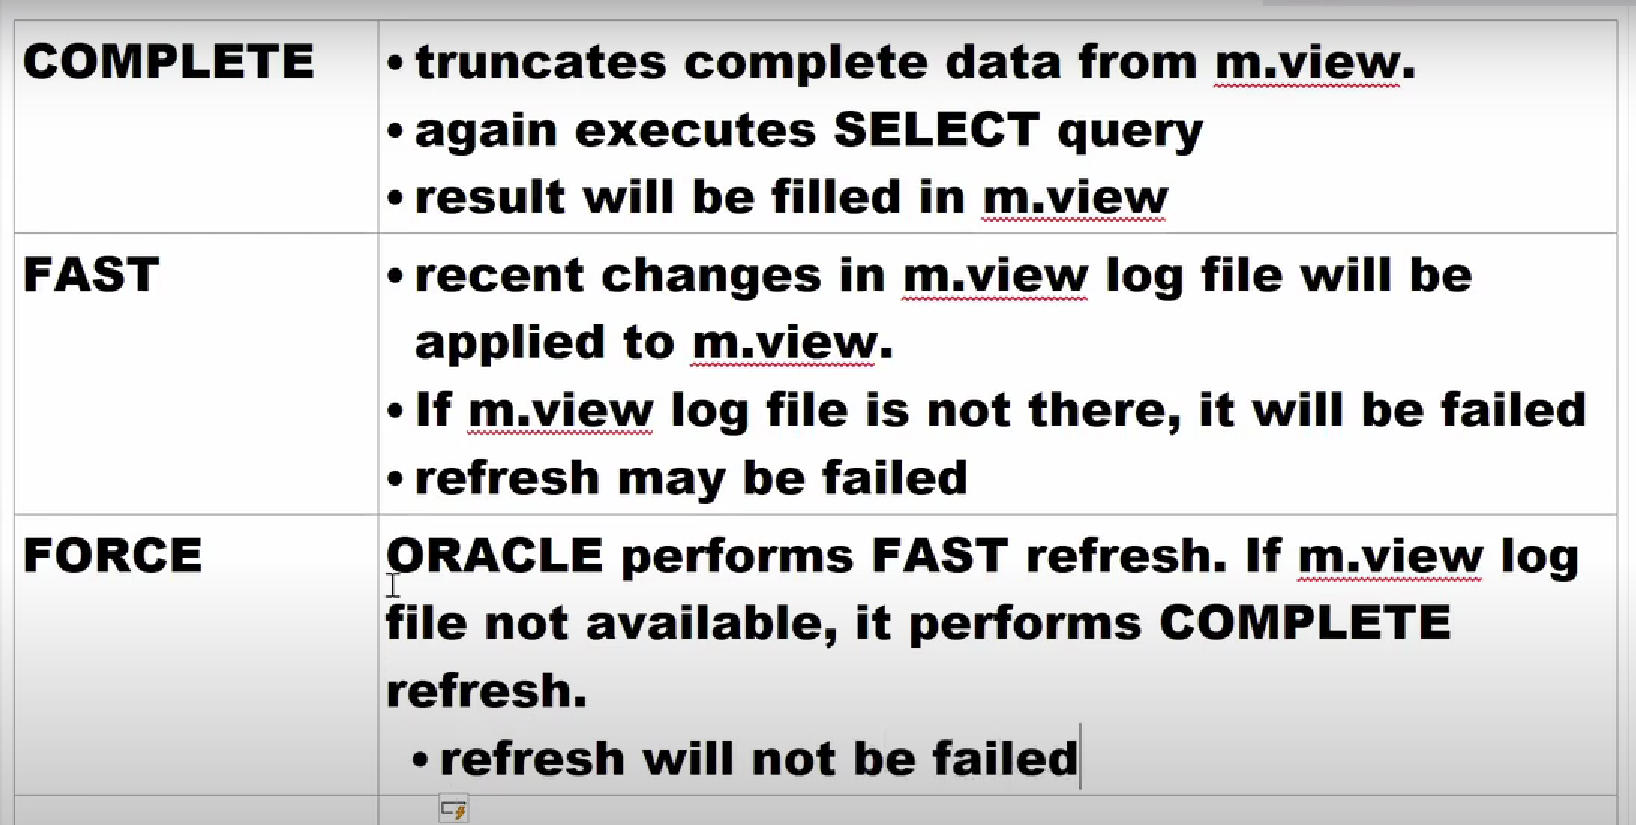 COMPLETE
• truncates complete data from m.view.
• again executes SELECT query
• result will be filled in m.view
FAST
• recent changes in m.view log file will be
applied to m.view.
• If m.view log file is not there, it will be failed
• refresh may be failed
FORCE
ORACLE performs FAST refresh. If m.view log
file not available, it performs COMPLETE
refresh.
• refresh will not be failed